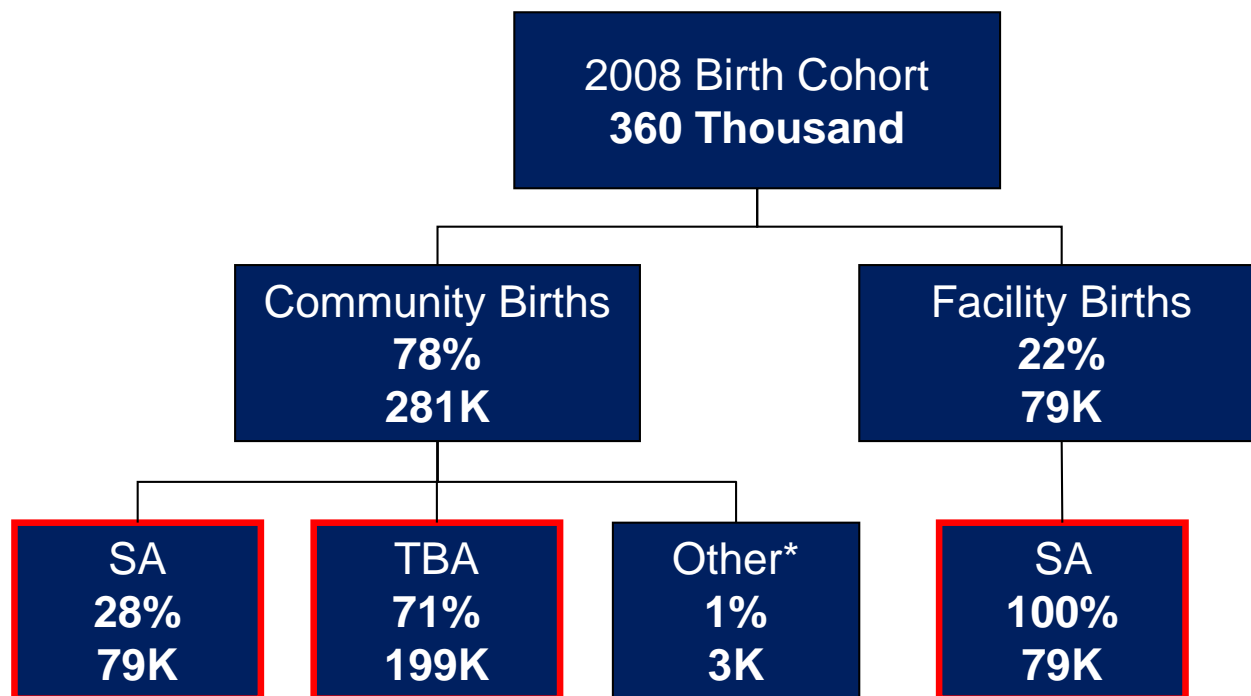 2008 Birth Cohort
360 Thousand
Community Births
78%
281K
Facility Births
22%
79K
SA
28%
79K
TBA
71%
199K
Other*
1%
3K
SA
100%
79K